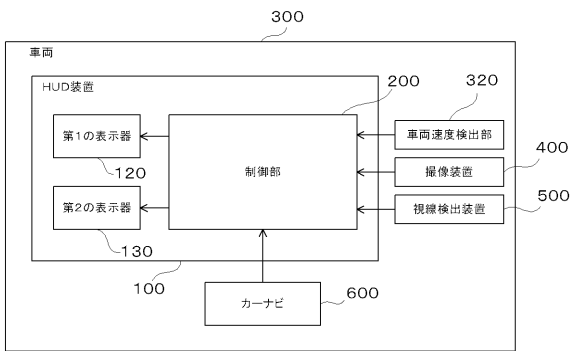 300
車両
HUD装置
200
320
第1の表示器
車両速度検出部
120
制御部
撮像装置
400
第2の表示器
視線検出装置
500
130
100
カーナビ
600